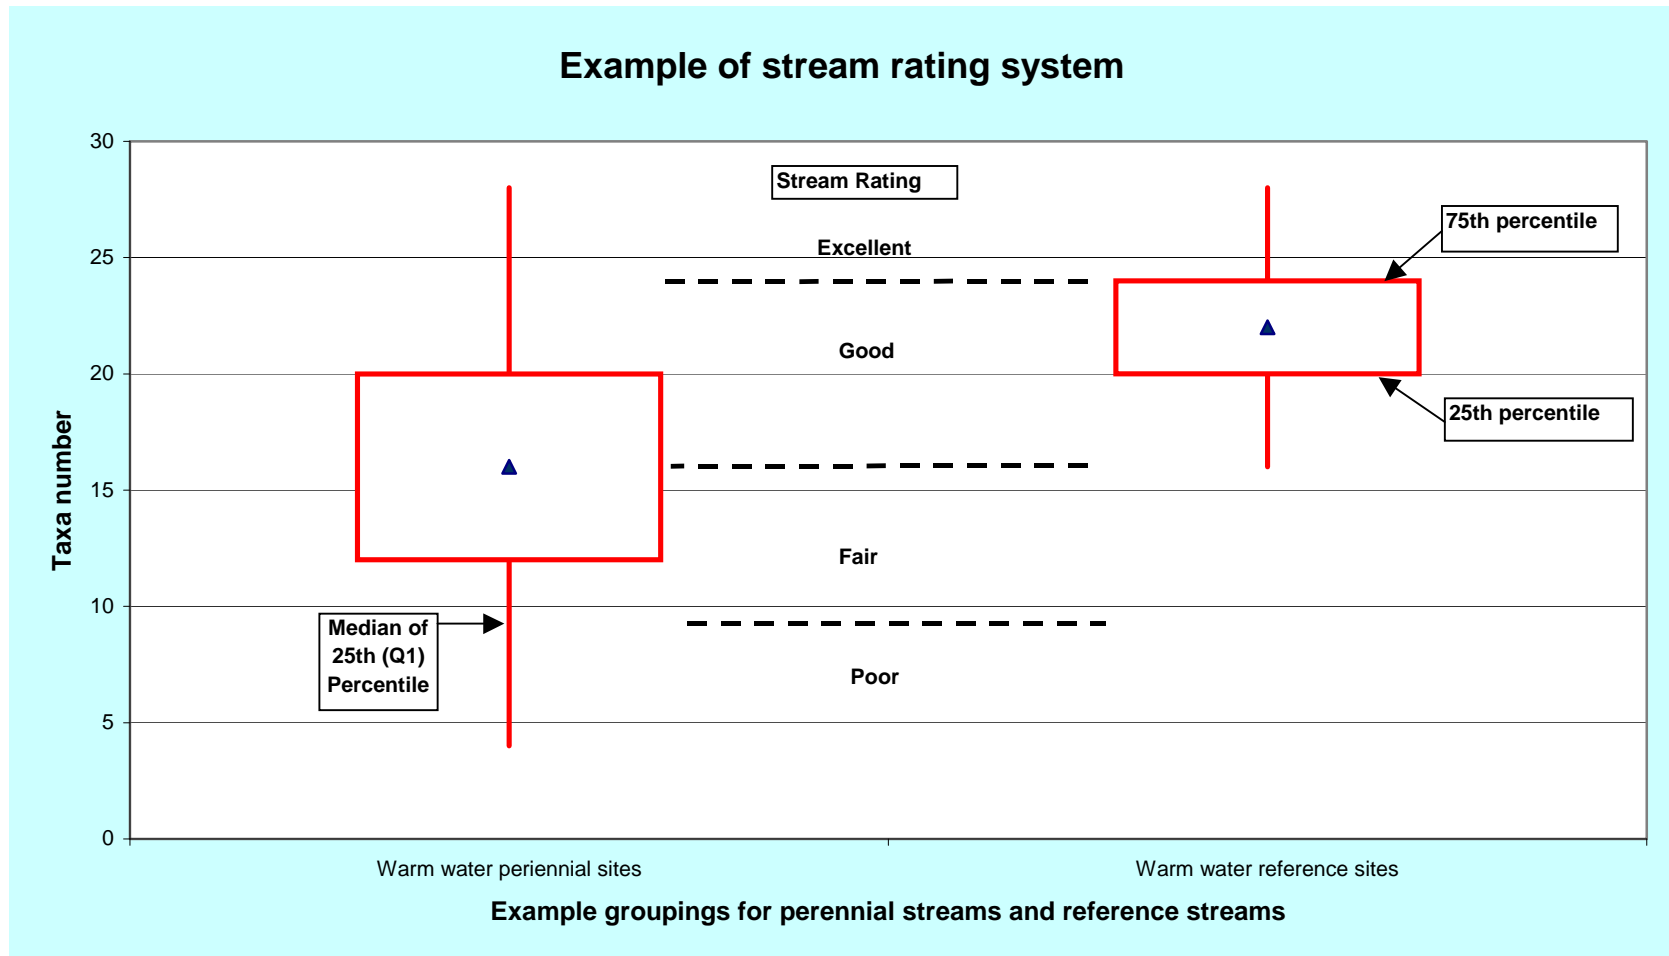 Example of stream rating system
30
25
20
15
10
5
0
Taxa number
Stream Rating
Excellent
Good
Fair
Poor
75th percentile
25th percentile
Median of
25th (Q1)
Percentile
Warm water periennial sites
Warm water reference sites
Example groupings for perennial streams and reference streams